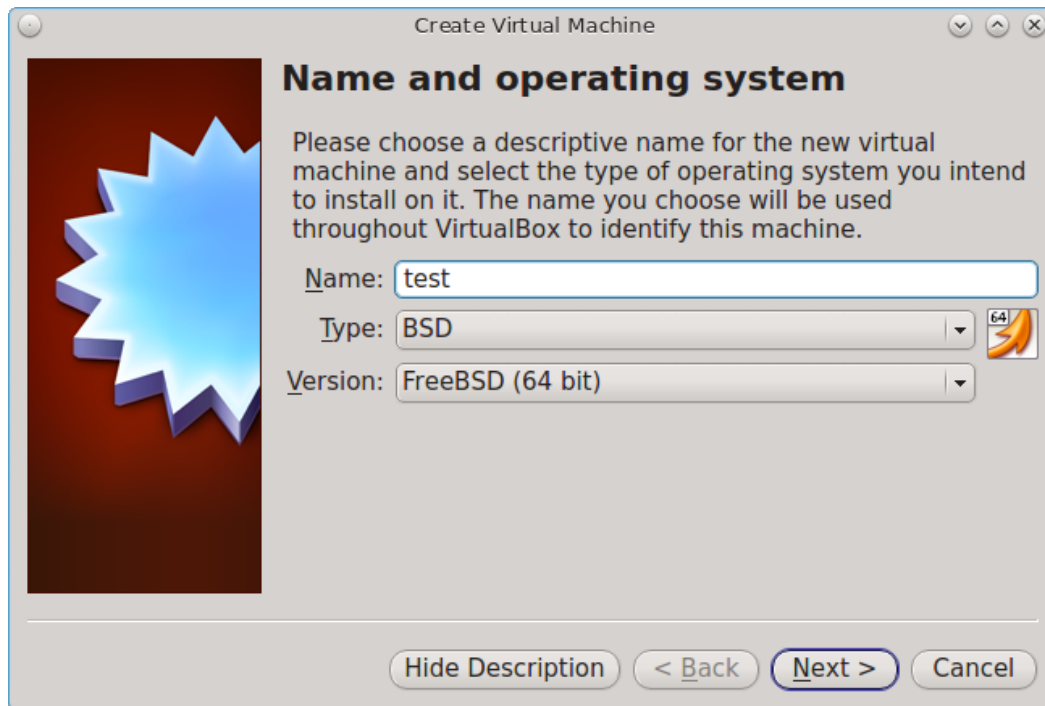 Create Virtual Machine
Name and operating system
Please choose a descriptive name for the new virtual
machine and select the type of operating system you intend
to install on it. The name you choose will be used
throughout VirtualBox to identify this machine.
Name: test
Type: BSD
64
Version: FreeBSD (64 bit)
Hide Description < Back Next > Cancel